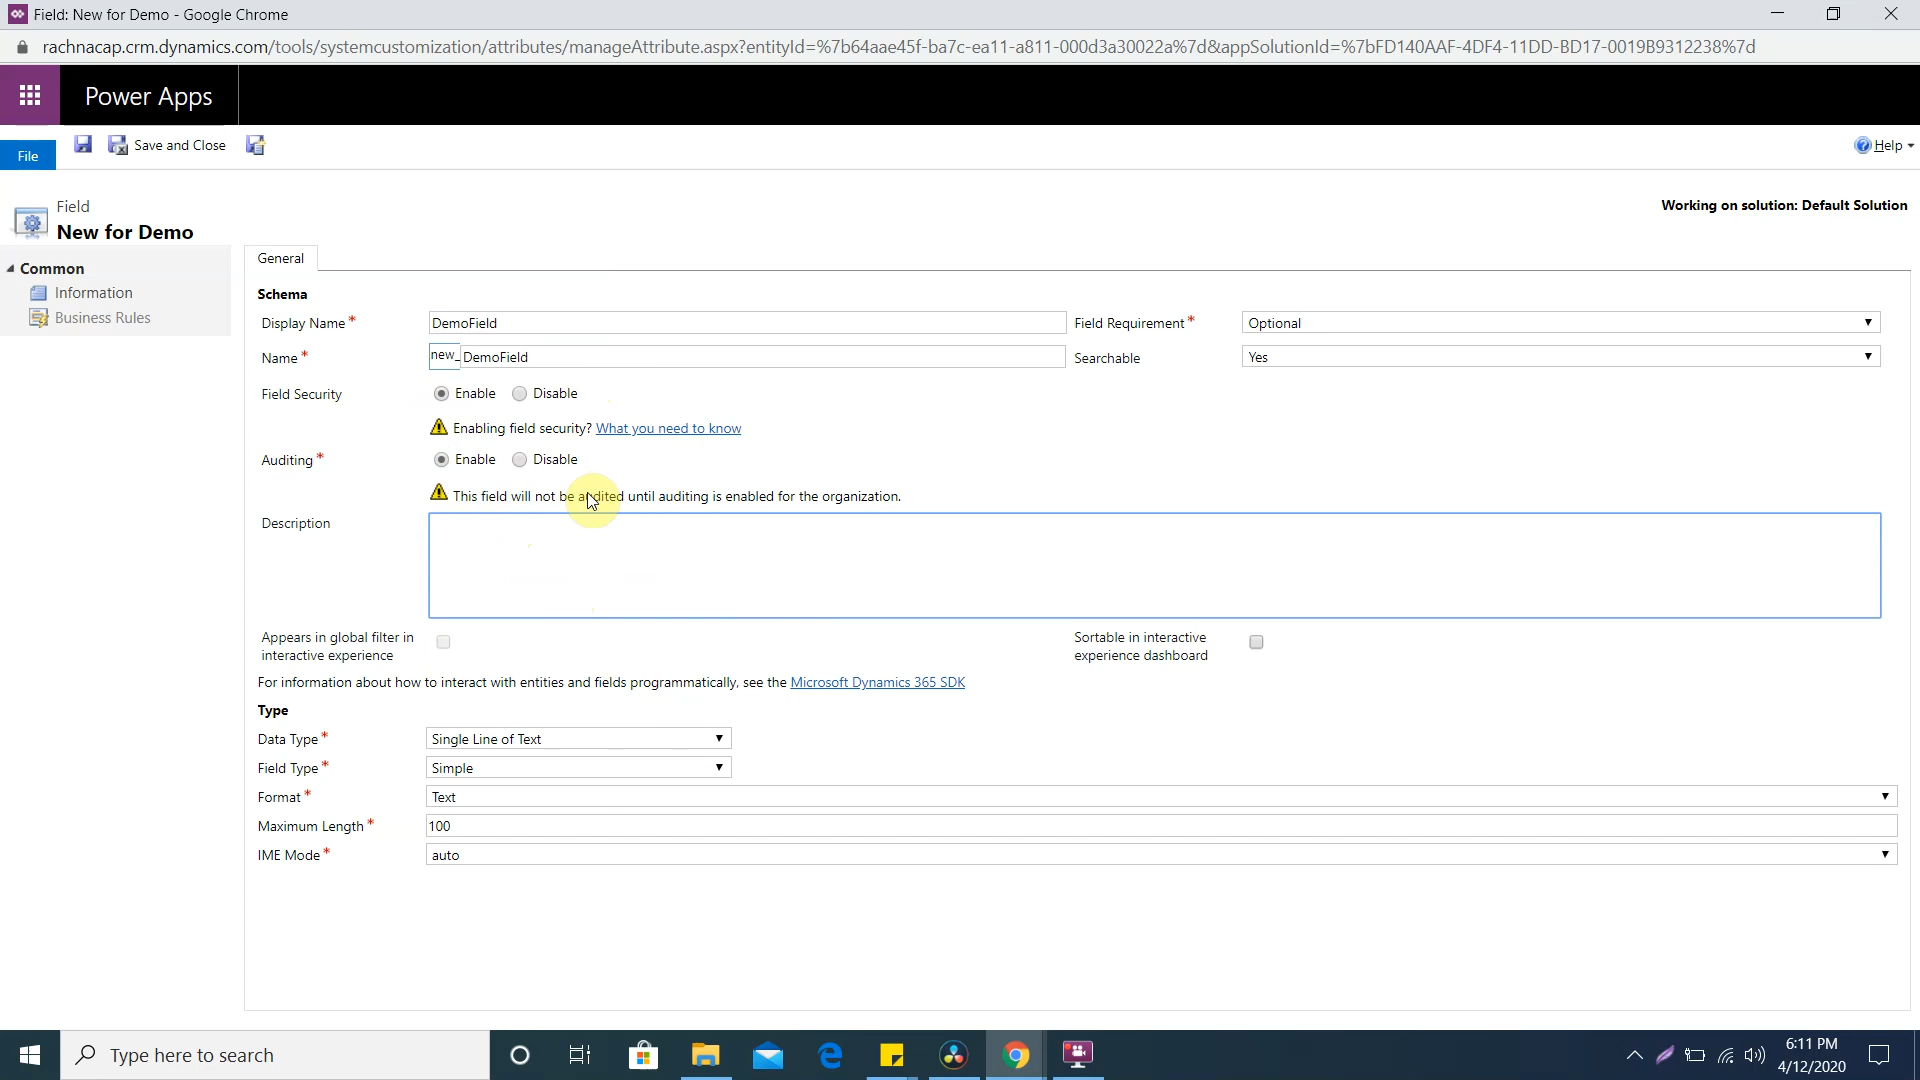 Field: New for Demo - Google Chrome
rachnacap.crm.dynamics.com/tools/systemcustomization/attributes/manageAttribute.aspx?entityId=%7b64aae45f-ba7c-ea11-a811-000d3a30022a%7d&appSolutionId=%7bFD140AAF-4DF4-11DD-BD17-0019B9312238%7d
Power Apps
File
Save and Close
Help
Field
New for Demo
Working on solution: Default Solution
Common
Information
Business Rules
General
Schema
Display Name* DemoField Field Requirement* Optional
Name* new_ DemoField Searchable Yes
Field Security Enable Disable
Enabling field security? What you need to know
Auditing* Enable Disable
This field will not be audited until auditing is enabled for the organization.
Description
Appears in global filter in
interactive experience
Sortable in interactive
experience dashboard
For information about how to interact with entities and fields programmatically, see the Microsoft Dynamics 365 SDK
Type
Data Type* Single Line of Text
Field Type* Simple
Format* Text
Maximum Length* 100
IME Mode* auto
Type here to search
6:11 PM
4/12/2020